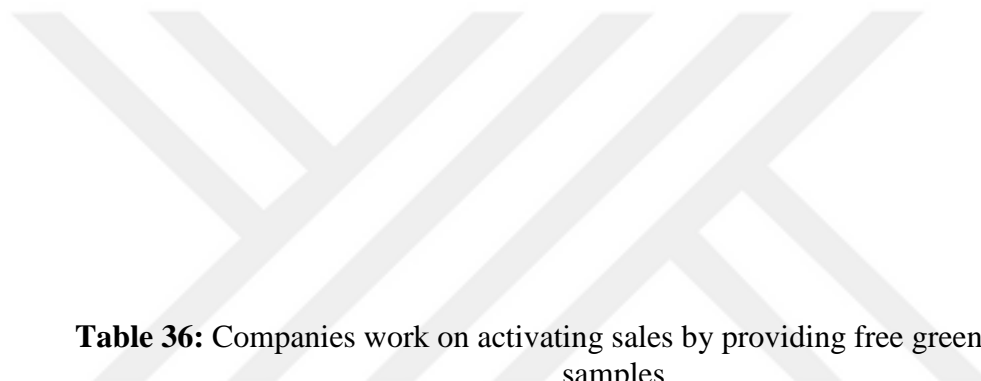 Table 36: Companies work on activating sales by providing free green
samples